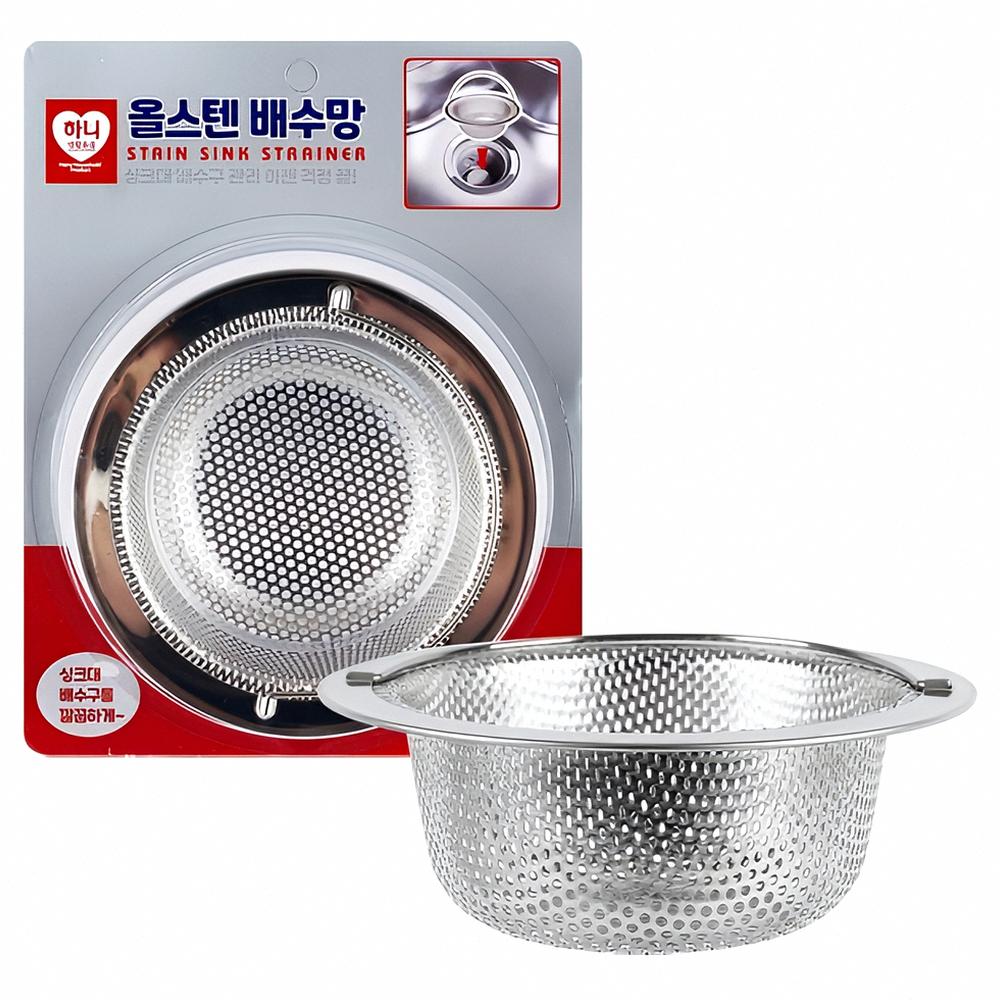 하니
올스텐 배수망
STAIN SINK STRAINER
싱크대 배수구 관리 이젠 걱정 끝!
싱크대
배수구를
깔끔하게~